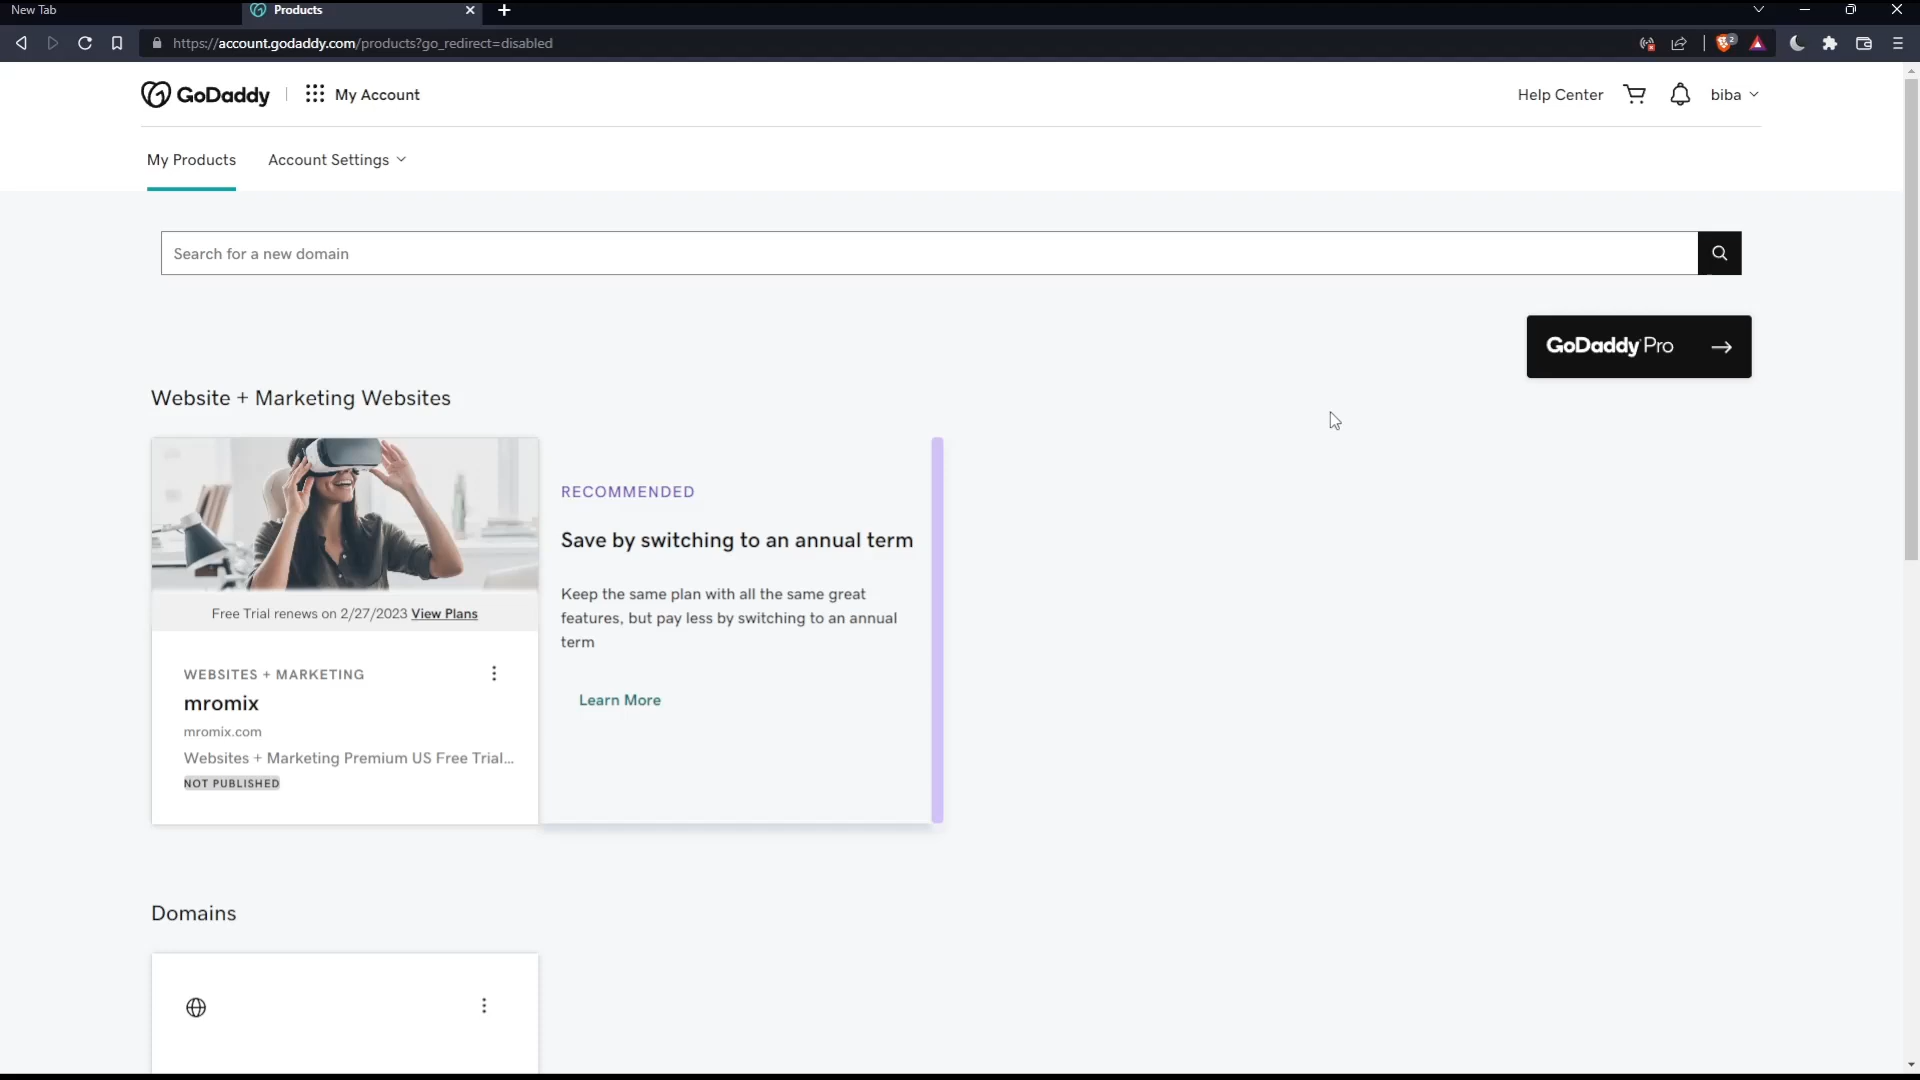 New Tab
Products
https://account.godaddy.com/products?go_redirect=disabled
2
GoDaddy
My Account
Help Center
biba
My Products
Account Settings
Search for a new domain
GoDaddy Pro
Website + Marketing Websites
RECOMMENDED
Save by switching to an annual term
Keep the same plan with all the same great
features, but pay less by switching to an annual
term
Learn More
Free Trial renews on 2/27/2023 View Plans
WEBSITES + MARKETING
mromix
mromix.com
Websites + Marketing Premium US Free Trial...
NOT PUBLISHED
Domains